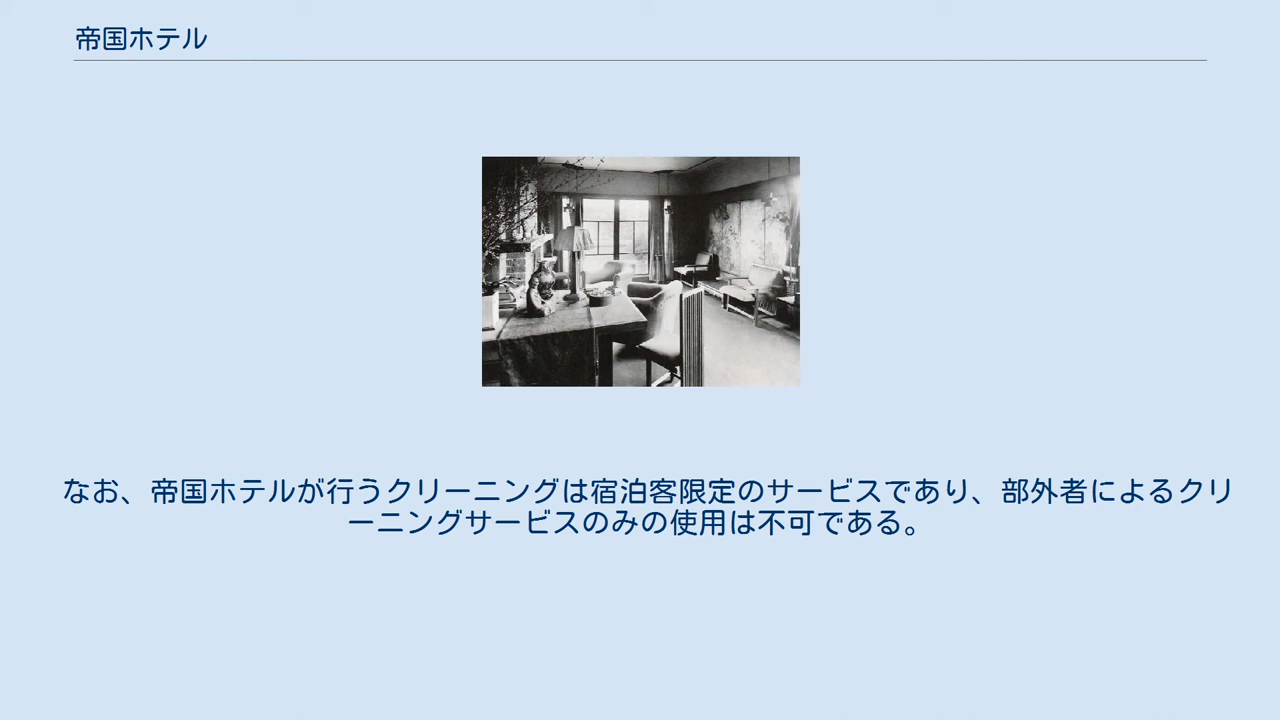 帝国ホテル
なお、帝国ホテルが行うクリーニングは宿泊客限定のサービスであり、部外者によるクリ
ーニングサービスのみの使用は不可である。